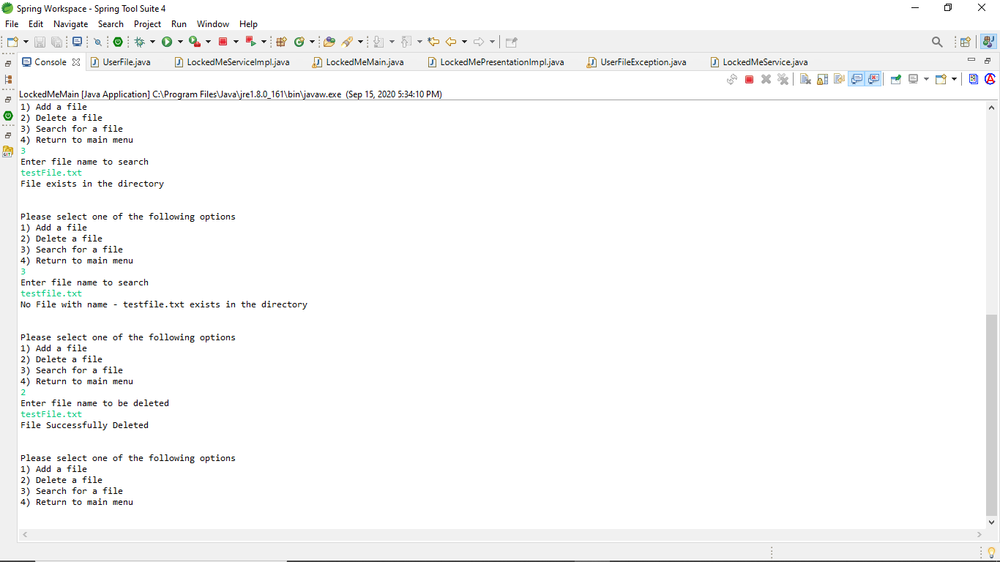 Spring Workspace - Spring Tool Suite 4
File Edit Navigate Search Project Run Window Help
Console UserFile.java LockedMeServiceImpl.java LockedMeMain.java LockedMePresentationImpl.java UserFileException.java LockedMeService.java
LockedMeMain [Java Application] C:\Program Files\Java\jre1.8.0_161\bin\javaw.exe (Sep 15, 2020 5:34:10 PM)
1) Add a file
2) Delete a file
3) Search for a file
4) Return to main menu
3
Enter file name to search
testFile.txt
File exists in the directory
Please select one of the following options
1) Add a file
2) Delete a file
3) Search for a file
4) Return to main menu
3
Enter file name to search
testfile.txt
No File with name - testfile.txt exists in the directory
Please select one of the following options
1) Add a file
2) Delete a file
3) Search for a file
4) Return to main menu
2
Enter file name to be deleted
testFile.txt
File Successfully Deleted
Please select one of the following options
1) Add a file
2) Delete a file
3) Search for a file
4) Return to main menu
GIT